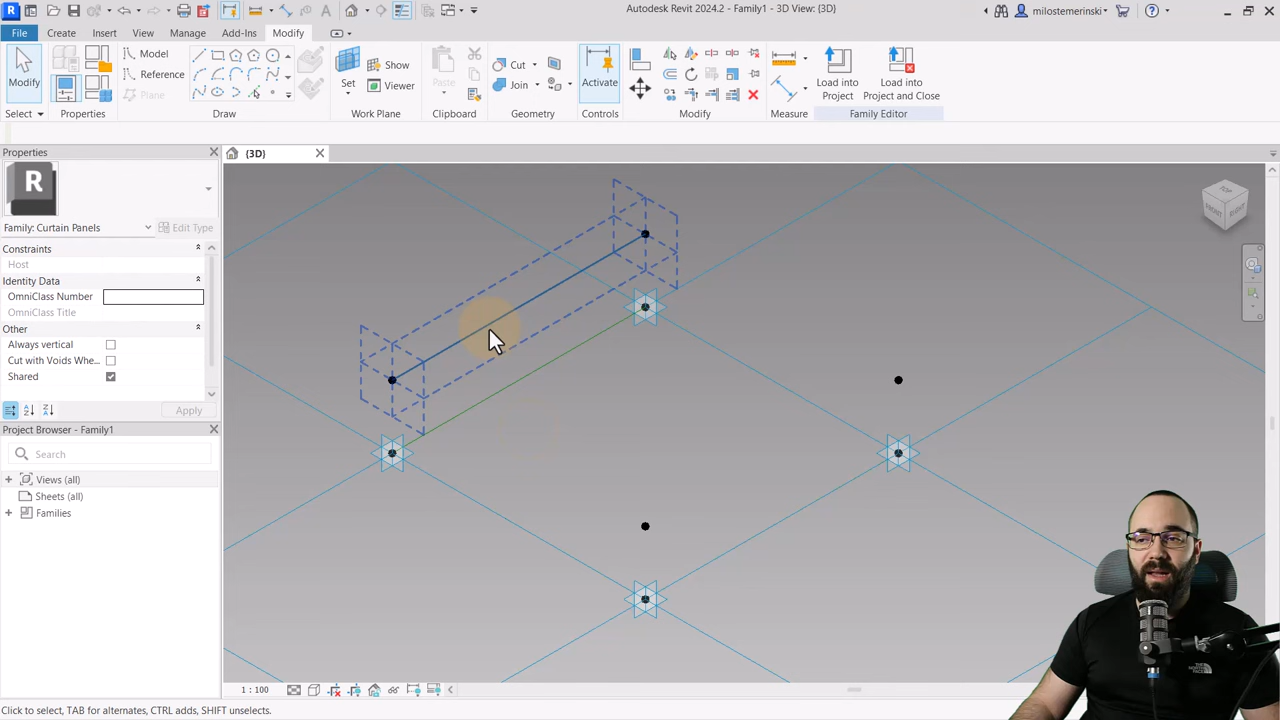 Autodesk Revit 2024.2 - Family1 - 3D View: {3D}
milostemerinski
File
Create
Insert
View
Manage
Add-Ins
Modify
Modify
Select
Properties
Model
Reference
Plane
Draw
Set
Show
Viewer
Work Plane
Paste
Clipboard
Cut
Join
Geometry
Activate
Controls
Modify
Measure
Load into
Project
Load into
Project and Close
Family Editor
Properties
{3D}
R
Family: Curtain Panels
Edit Type
Constraints
Host
Identity Data
OmniClass Number
OmniClass Title
Other
Always vertical
Cut with Voids Whe...
Shared
Apply
Project Browser - Family1
Search
Views (all)
Sheets (all)
Families
TOP
FRONT
RIGHT
1 : 100
Click to select, TAB for alternates, CTRL adds, SHIFT unselects.